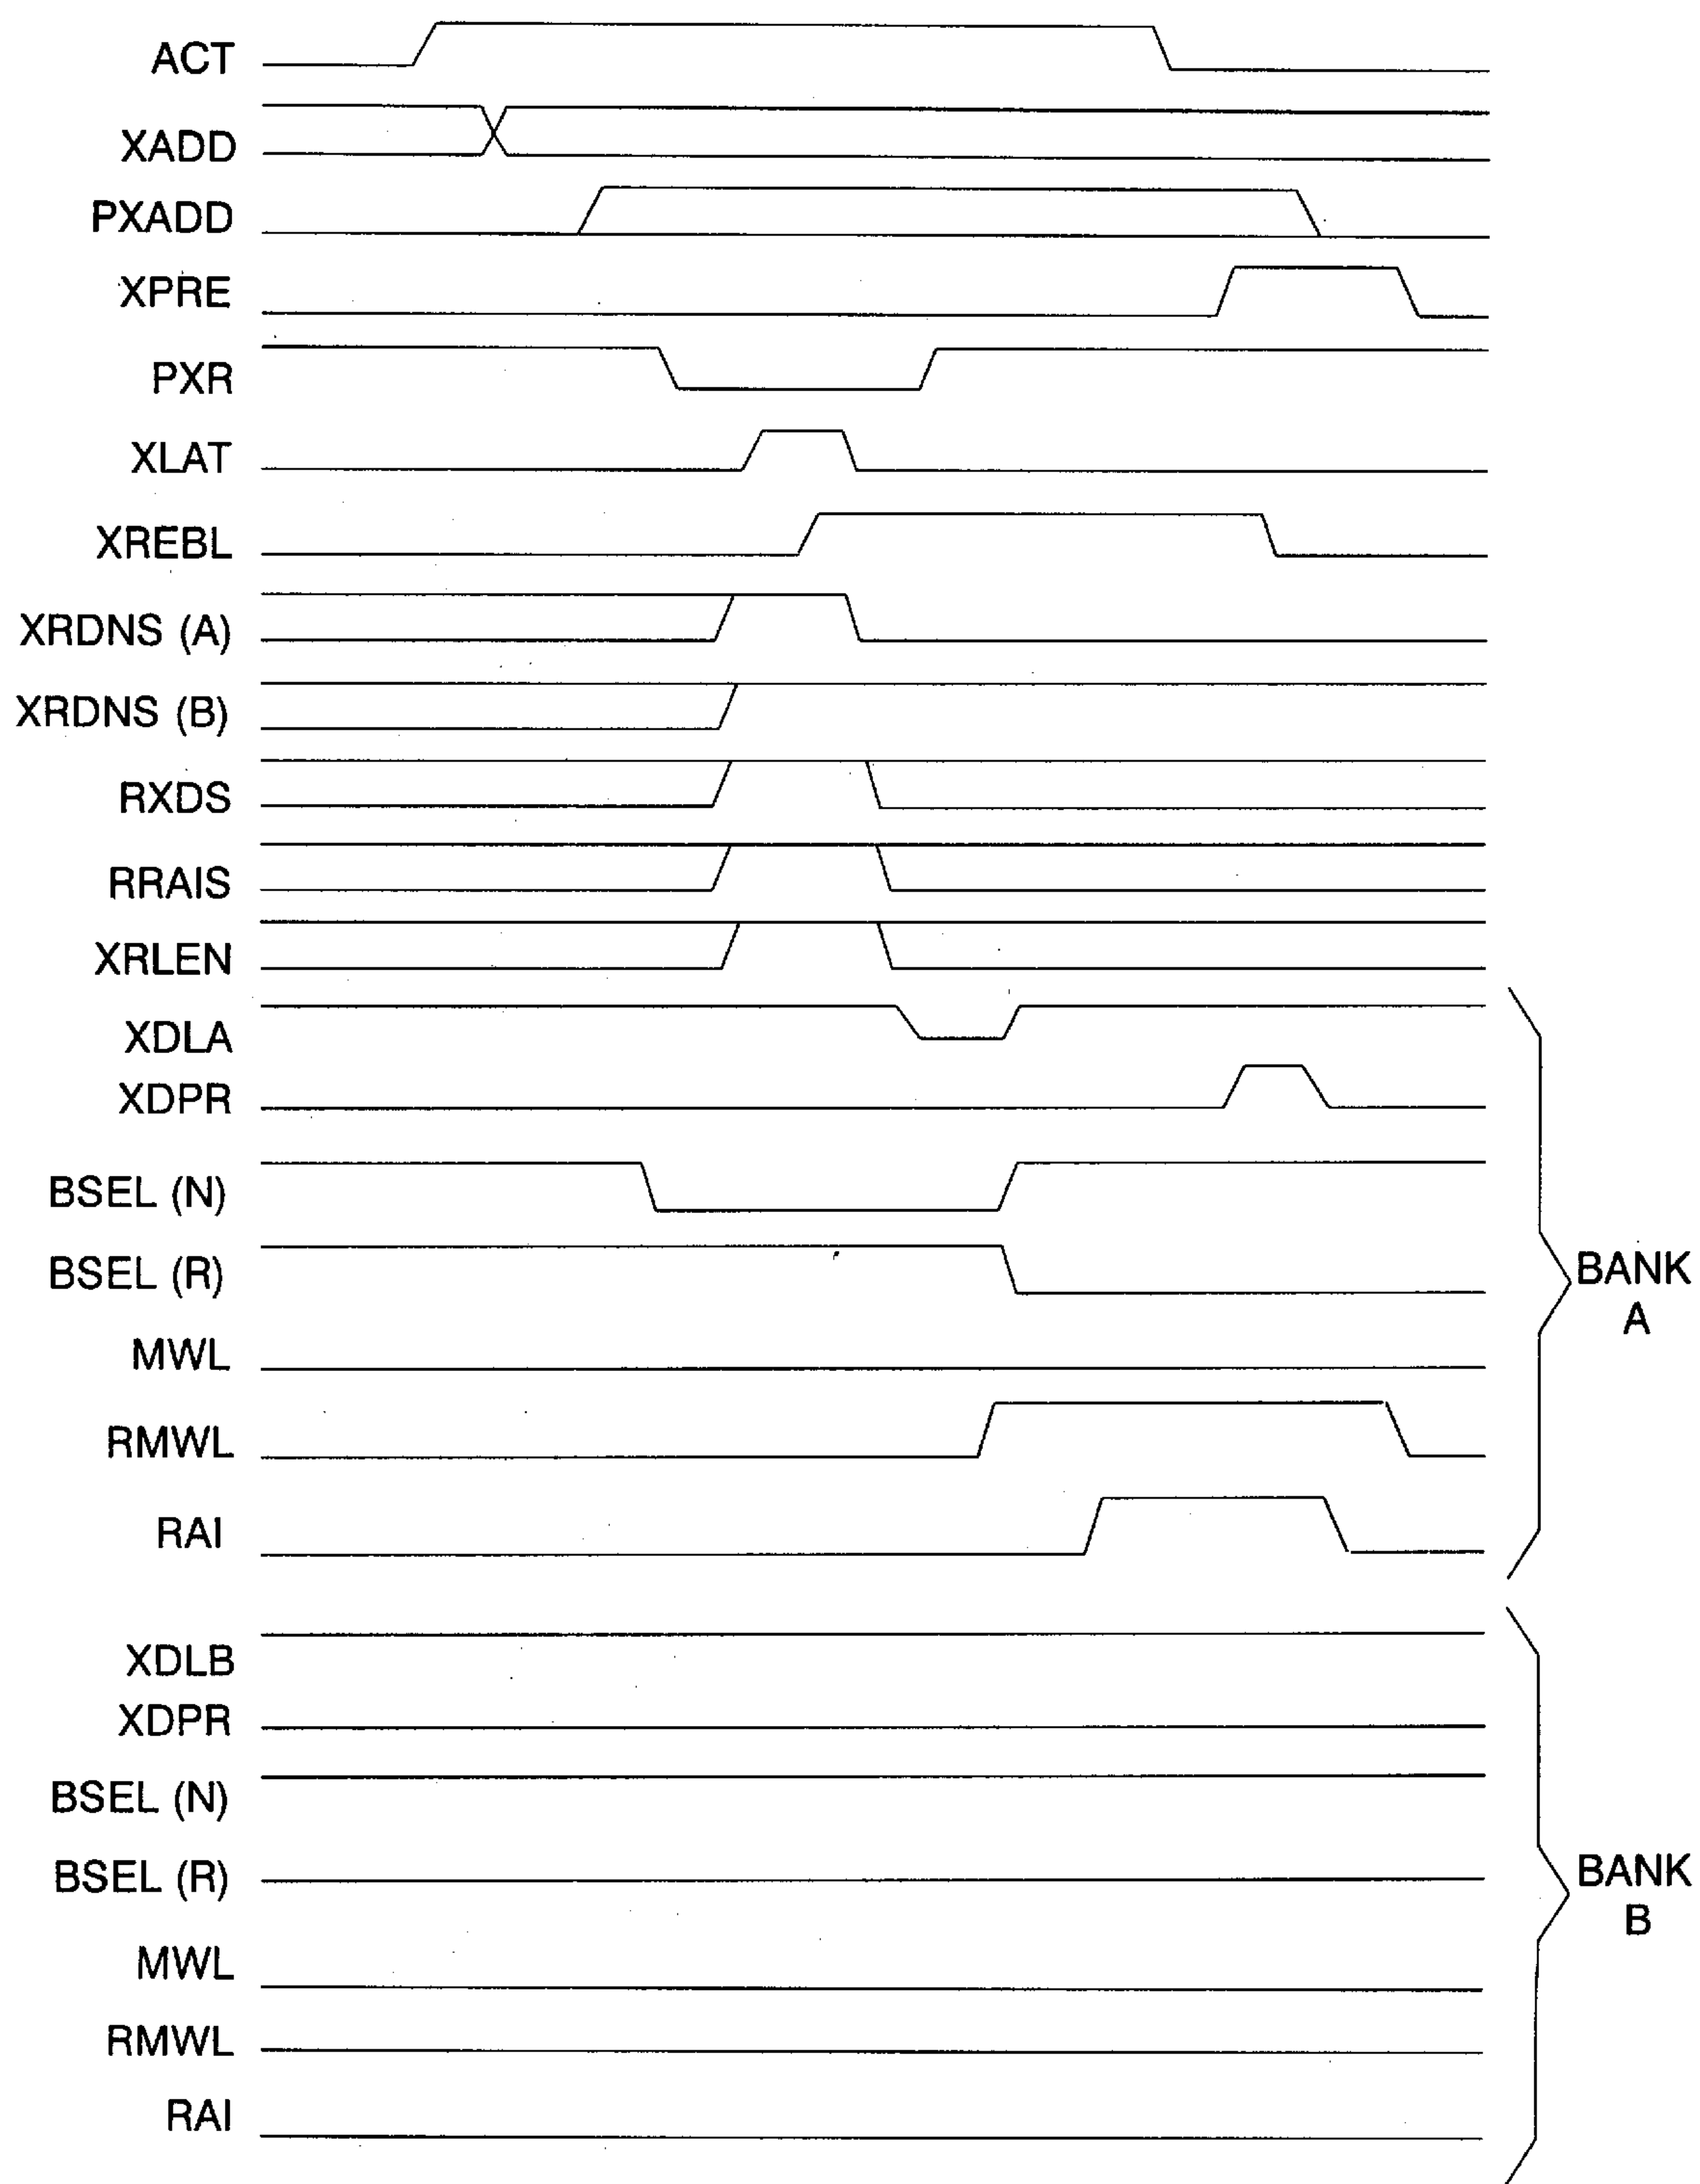 ACT
XADD
PXADD
XPRE
PXR
XLAT
XREBL
XRDNS (A)
XRDNS (B)
RXDS
RRAIS
XRLEN
XDLA
XDPR
BSEL (N)
BSEL (R)
MWL
RMWL
RAI
BANK
A
XDLB
XDPR
BSEL (N)
BSEL (R)
MWL
RMWL
RAI
BANK
B